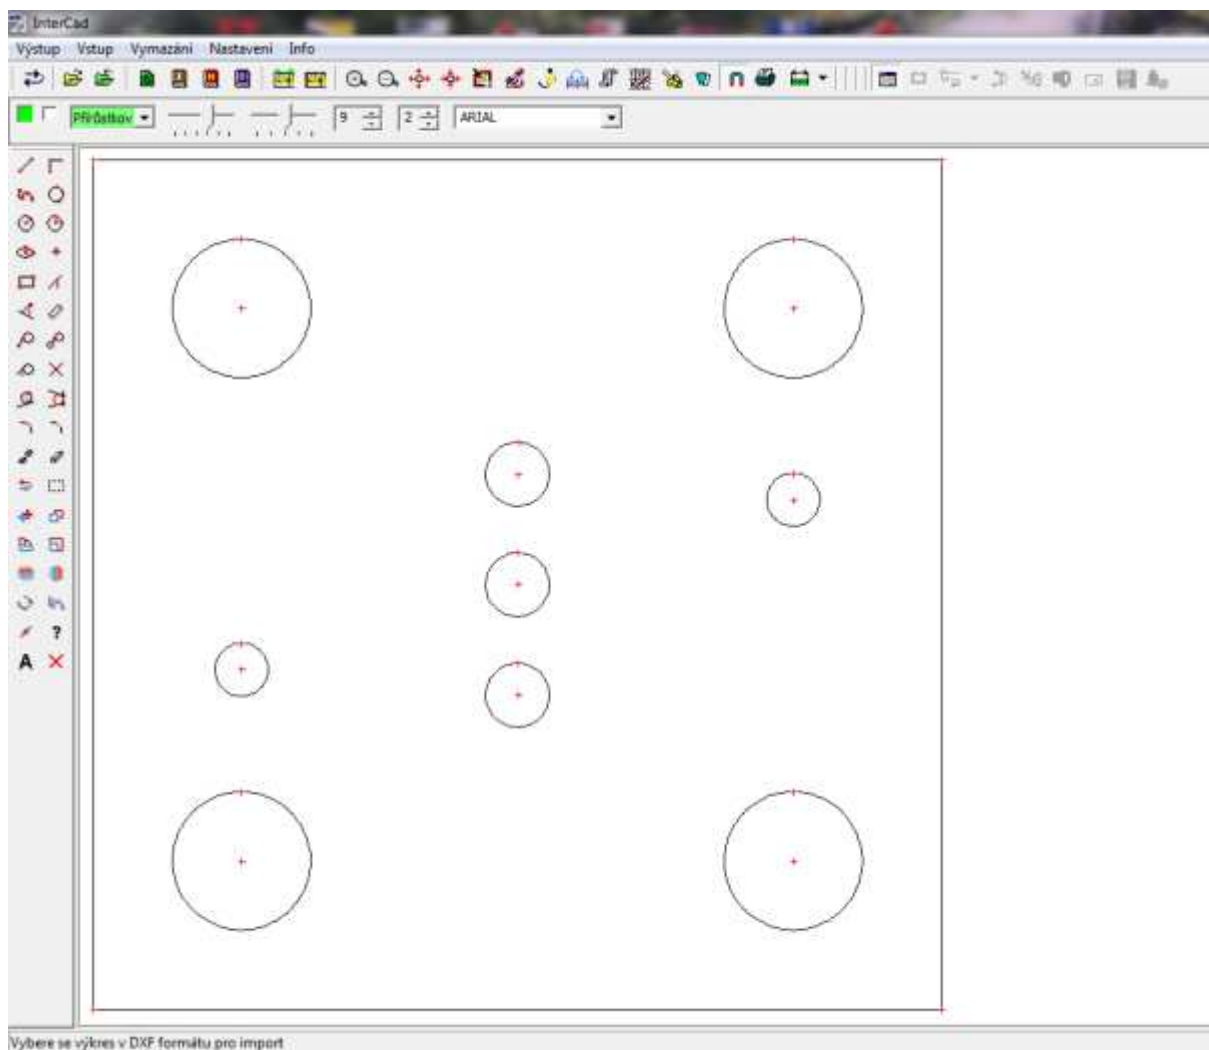 InterCad
Výstup Vstup Vymazání Nastavení Info
Přírůstkov 9 2 ARIAL
A ?
Vybere se výkres v DXF formátu pro import